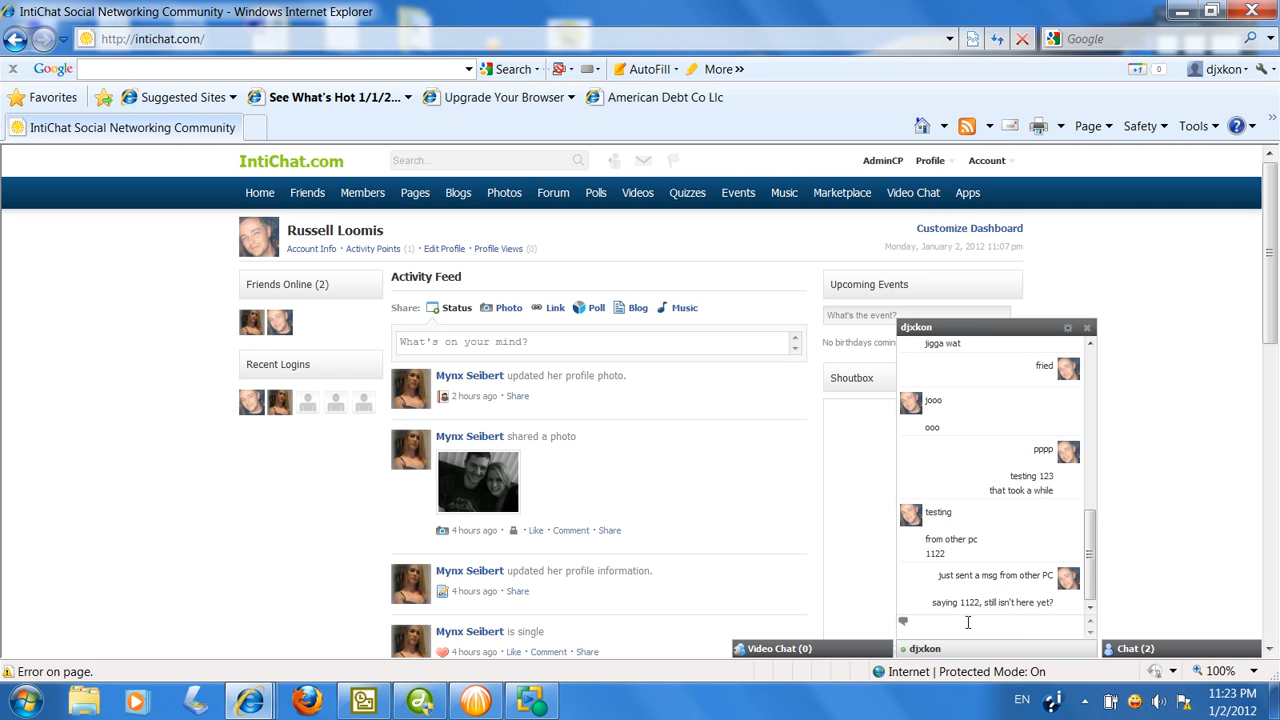 IntiChat Social Networking Community - Windows Internet Explorer
http://intichat.com/
Google
x Google Search AutoFill More» +1 0 djxkon
Favorites Suggested Sites See What's Hot 1/1/2... Upgrade Your Browser American Debt Co Llc
IntiChat Social Networking Community
Page Safety Tools
IntiChat.com Search... AdminCP Profile Account
Home Friends Members Pages Blogs Photos Forum Polls Videos Quizzes Events Music Marketplace Video Chat Apps
Russell Loomis
Account Info · Activity Points (1) · Edit Profile · Profile Views (0)
Customize Dashboard
Monday, January 2, 2012 11:07 pm
Friends Online (2)
Recent Logins
Activity Feed
Share: Status Photo Link Poll Blog Music
What's on your mind?
Mynx Seibert updated her profile photo.
2 hours ago · Share
Mynx Seibert shared a photo
4 hours ago · Like · Comment · Share
Mynx Seibert updated her profile information.
4 hours ago · Share
Mynx Seibert is single
4 hours ago · Like · Comment · Share
Upcoming Events
What's the event?
No birthdays comin
Shoutbox
djxkon
jigga wat
fried
jooo
ooo
pppp
testing 123
that took a while
testing
from other pc
1122
just sent a msg from other PC
saying 1122, still isn't here yet?
Video Chat (0) djxkon Chat (2)
Error on page. Internet | Protected Mode: On 100%
EN 11:23 PM
1/2/2012